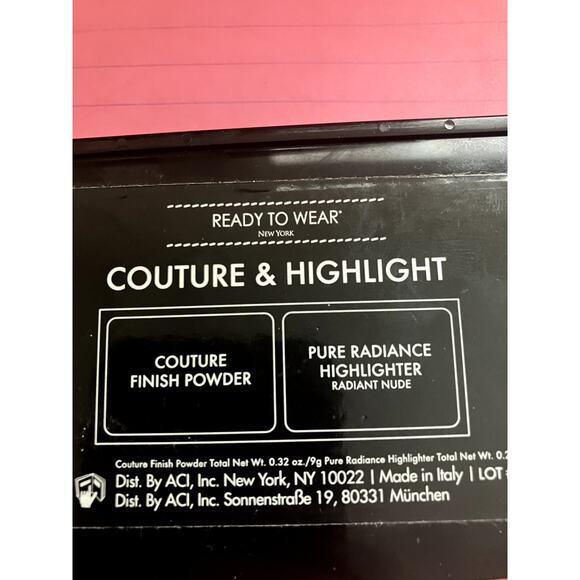 READY TO WEAR
NEW YORK
COUTURE & HIGHLIGHT
COUTURE
FINISH POWDER
PURE RADIANCE
HIGHLIGHTER
RADIANT NUDE
Couture Finish Powder Total Net Wt. 0.32 oz./9g Pure Radiance Highlighter Total Net Wt.
Dist. By ACI, Inc. New York, NY 10022 | Made in Italy | LOT
Dist. By ACI, Inc. Sonnenstraße 19, 80331 München